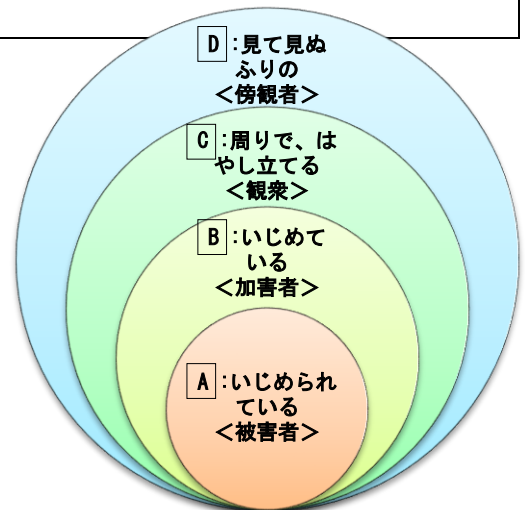 D：見て見ぬ
ふりの
＜傍観者＞
C：周りで、は
やし立てる
＜観衆＞
B：いじめて
いる
＜加害者＞
A：いじめられ
ている
＜被害者＞